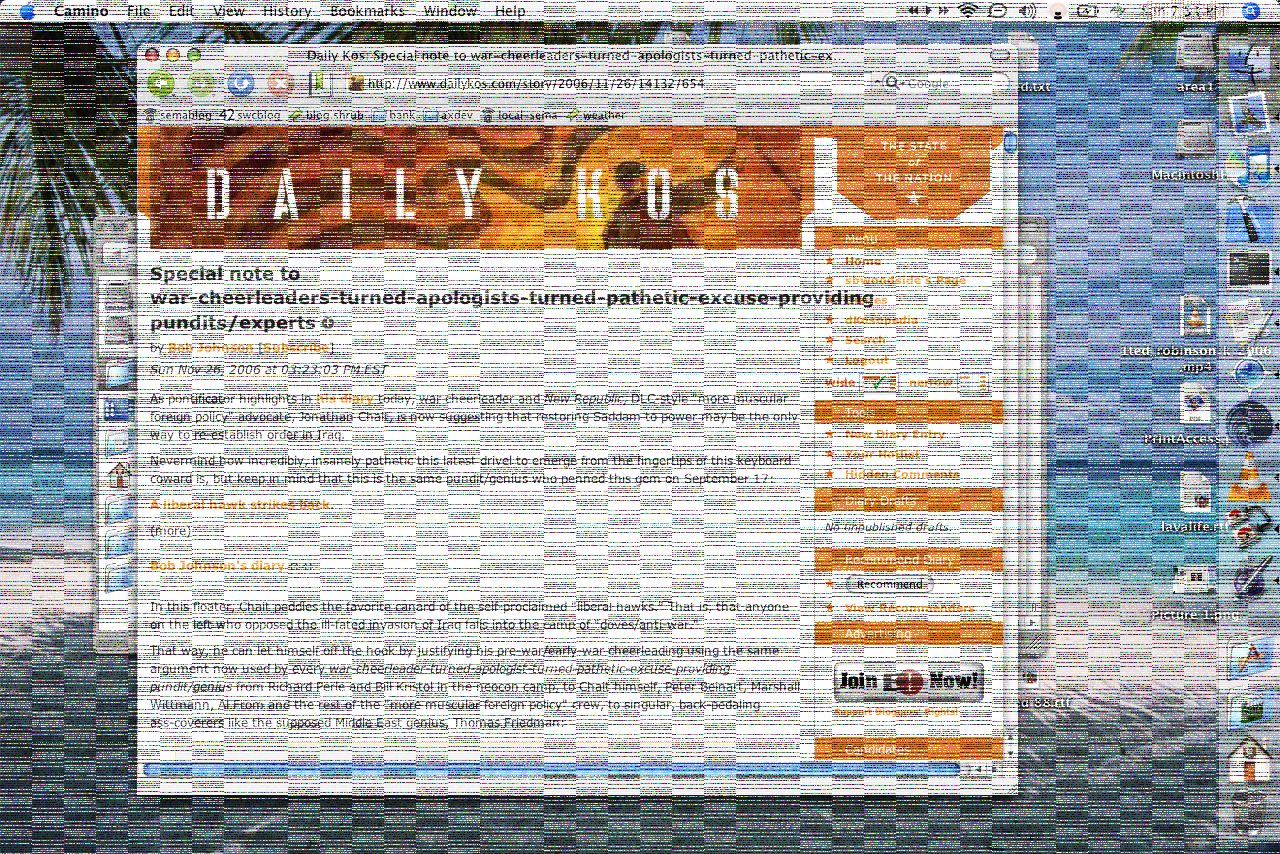 Camino File Edit View History Bookmarks Window Help
Daily Kos: Special note to war-cheerleaders-turned-apologists-turned-pathetic-ex...
http://www.dailykos.com/story/2006/11/26/14132/654
Google
semablog 42 swcblog blog shrub bank axdev local-sema weather
DAILY KOS
THE STATE
OF
THE NATION
Special note to
war-cheerleaders-turned-apologists-turned-pathetic-excuse-providing
pundits/experts
by Bob Johnson [Subscribe]
Sun Nov 26, 2006 at 03:23:03 PM EST
As pontificator highlights in his diary today, war cheerleader and New Republic, DLC-style "more muscular
foreign policy" advocate, Jonathan Chait, is now suggesting that restoring Saddam to power may be the only
way to re-establish order in Iraq.
Nevermind how incredibly, insanely pathetic this latest drivel to emerge from the fingertips of this keyboard
coward is, but keep in mind that this is the same pundit/genius who penned this gem on September 17:
A liberal hawk strikes back.
(more)
Bob Johnson's diary :: ::
In this floater, Chait peddles the favorite canard of the self-proclaimed "liberal hawks." That is, that anyone
on the left who opposed the ill-fated invasion of Iraq falls into the camp of "doves/anti-war."
That way, he can let himself off the hook by justifying his pre-war/early-war cheerleading using the same
argument now used by every war-cheerleader-turned-apologist-turned-pathetic-excuse-providing
pundit/genius from Richard Perle and Bill Kristol in the neocon camp, to Chait himself, Peter Beinart, Marshall
Wittmann, Al From and the rest of the "more muscular foreign policy" crew, to singular, back-pedaling
ass-coverers like the supposed Middle East genius, Thomas Friedman:
Menu
Home
sbwoodside's Page
dKosopedia
Search
Logout
wide narrow
Tools
New Diary Entry
Your Hotlist
Hidden Comments
Diary Drafts
No unpublished drafts.
Recommend Diary
Recommend
View Recommenders
Advertising
Join Now!
Support Bloggers' Rights!
Candidates
ed.txt
area1
Macintosh
.mp4
PrintAccess
lavalife.rtf
Picture 1.png